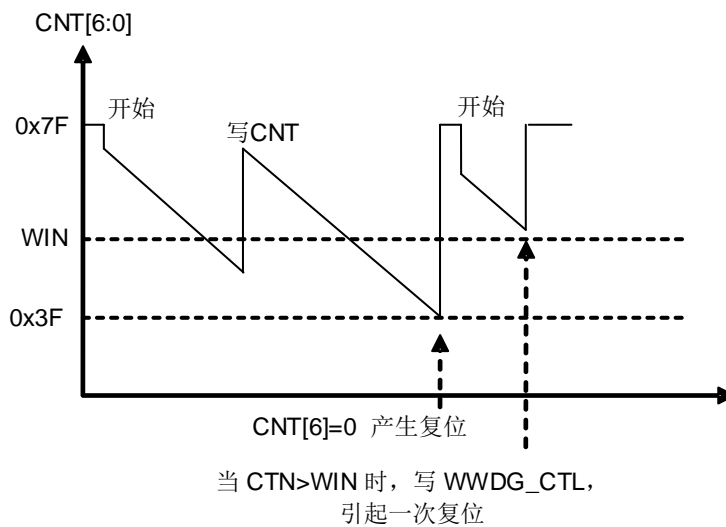 CNT[6:0]
开始
开始
0x7F
写CNT
WIN
0x3F
CNT[6]=0 产生复位
当 CTN>WIN 时，写 WWDG_CTL，
引起一次复位